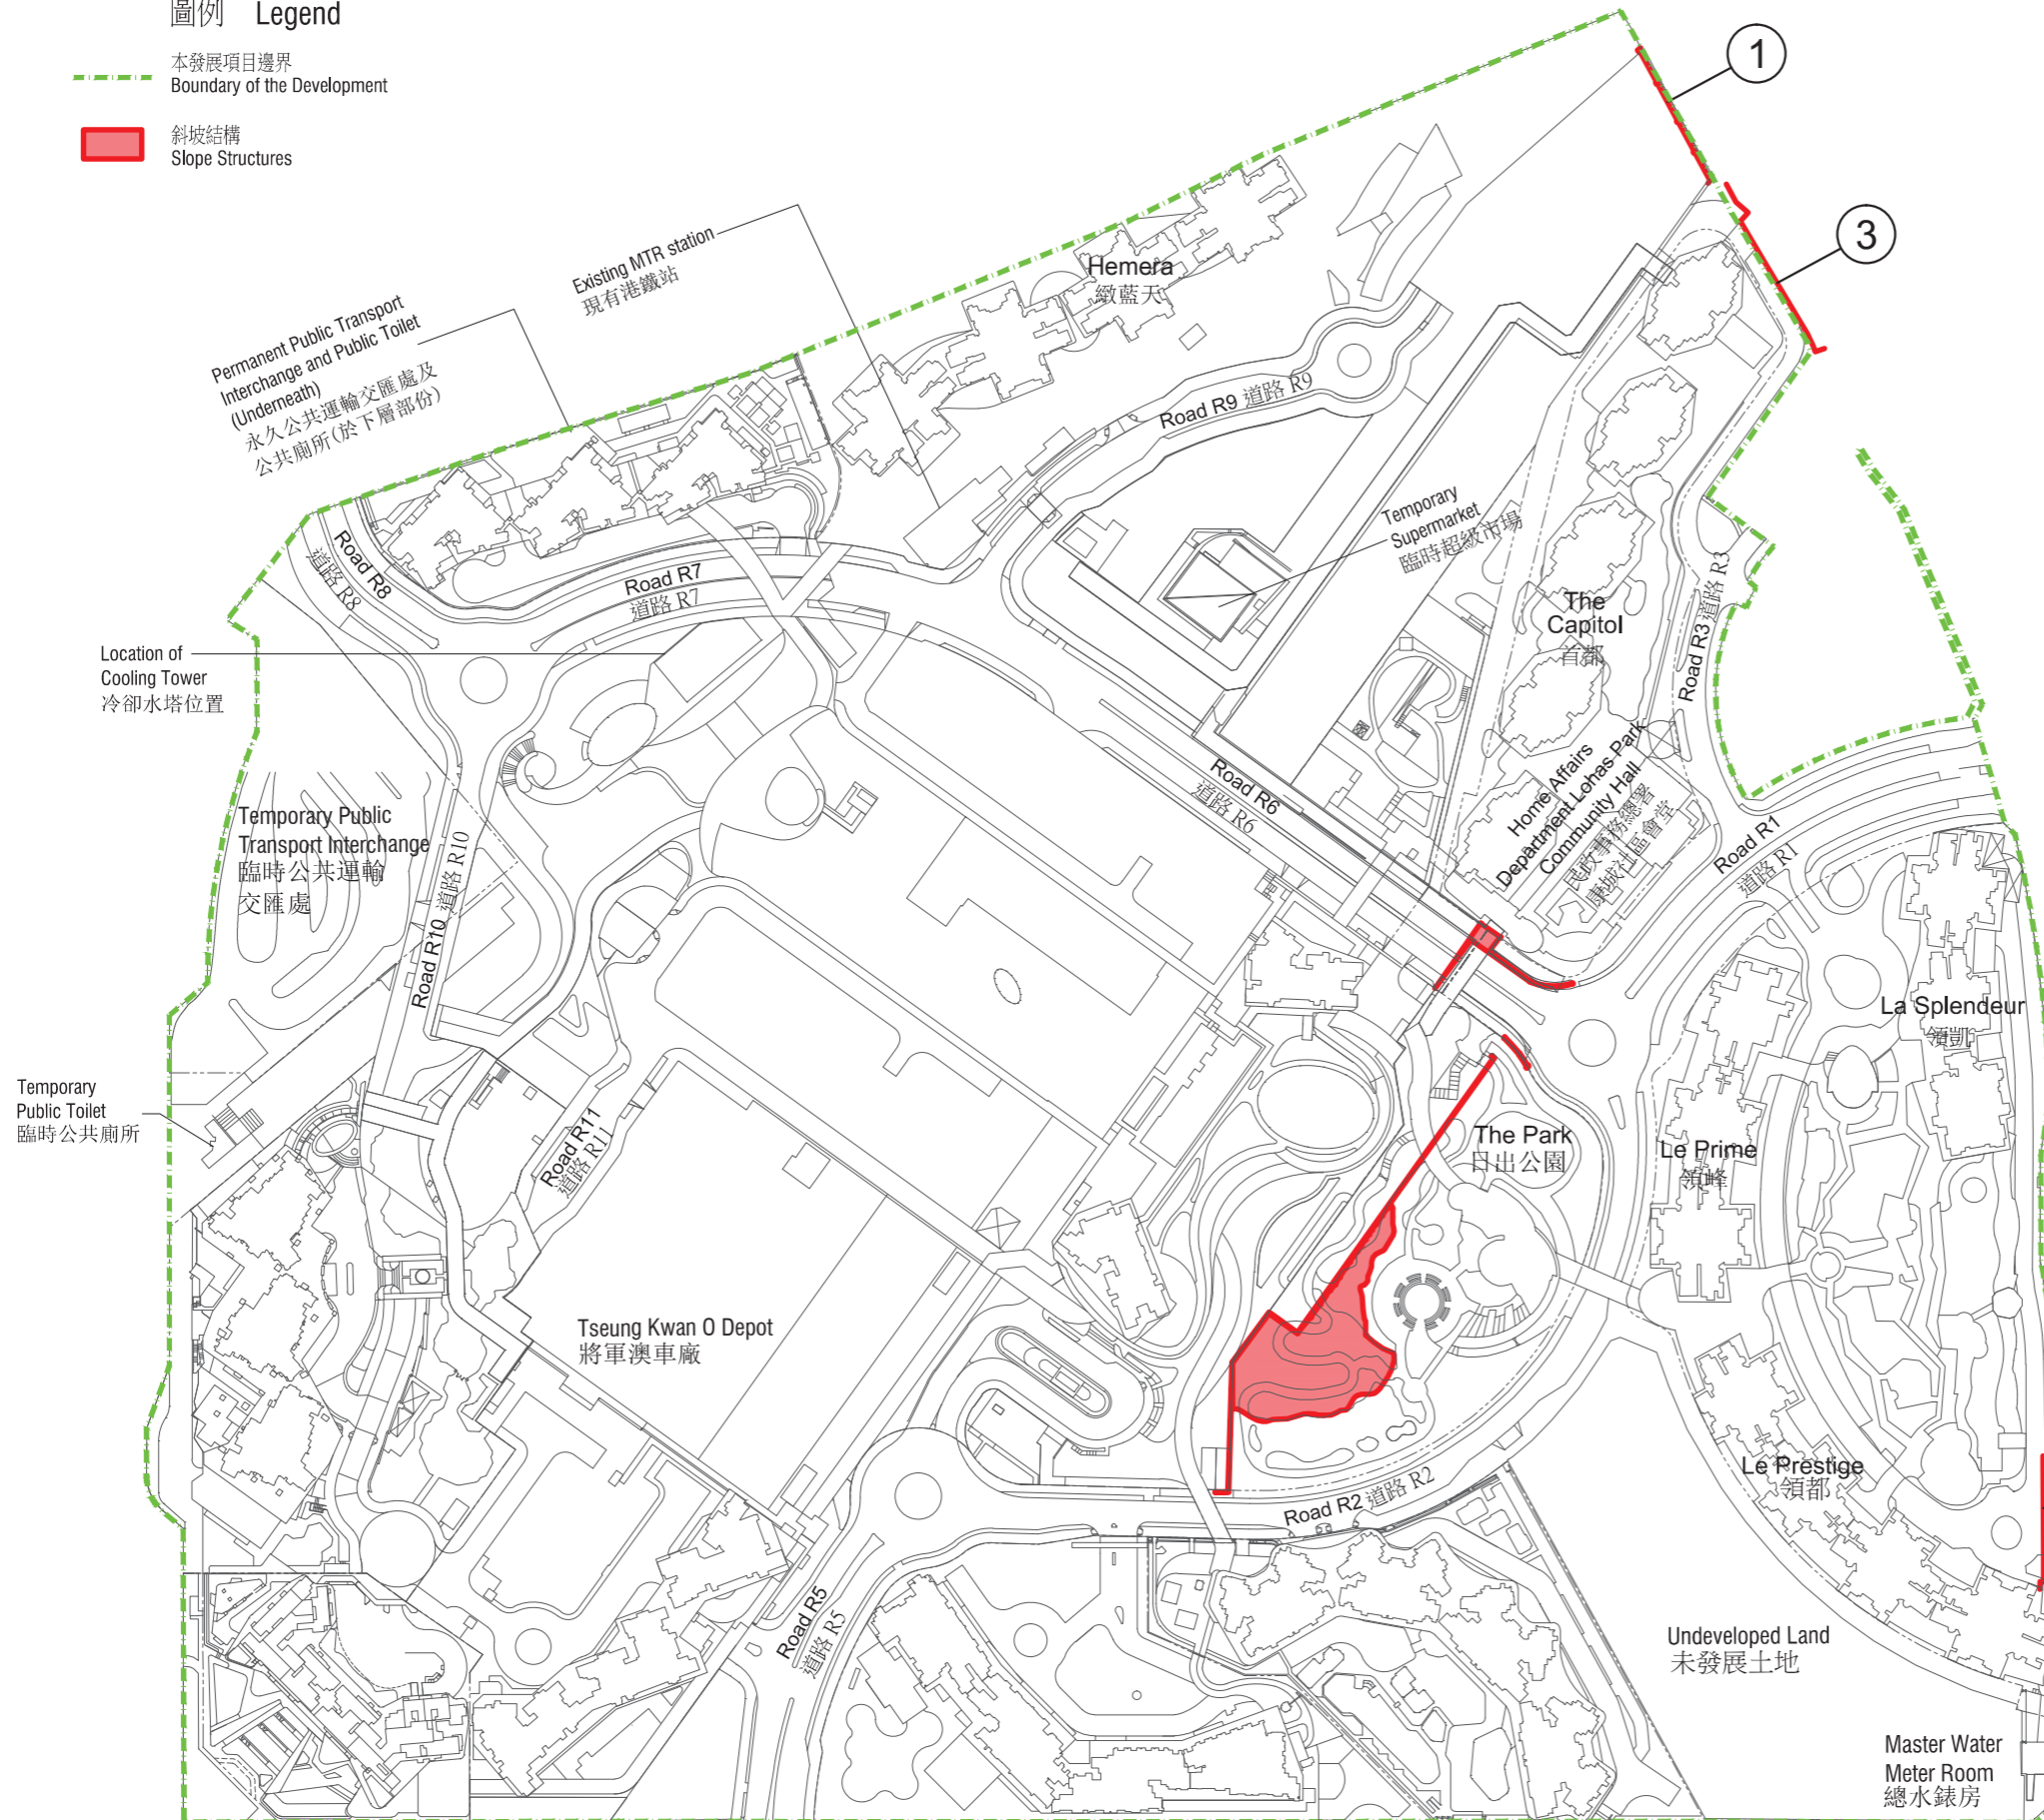 圖例 Legend
本發展項目邊界
Boundary of the Development
斜坡結構
Slope Structures
1
3
Existing MTR station
現有港鐵站
Permanent Public Transport
Interchange and Public Toilet
(Underneath)
永久公共運輸交匯處及
公共廁所(於下層部份)
Hemera
緻藍天
Road R9 道路 R9
Temporary
Supermarket
臨時超級市場
Road R8
道路 R8
Road R7
道路 R7
The
Capitol
首都
Road R3 道路 R3
Location of
Cooling Tower
冷卻水塔位置
Road R6
道路 R6
Home Affairs
Department Lohas Park
Community Hall
民政事務總署
康城社區會堂
Road R1
道路 R1
Temporary Public
Transport Interchange
臨時公共運輸
交匯處
Road R10 道路 R10
La Splendeur
領凱
Temporary
Public Toilet
臨時公共廁所
Road R11
道路 R11
The Park
日出公園
Le Prime
領峰
Tseung Kwan O Depot
將軍澳車廠
Le Prestige
領都
Road R2 道路 R2
Road R5
道路 R5
Undeveloped Land
未發展土地
Master Water
Meter Room
總水錶房